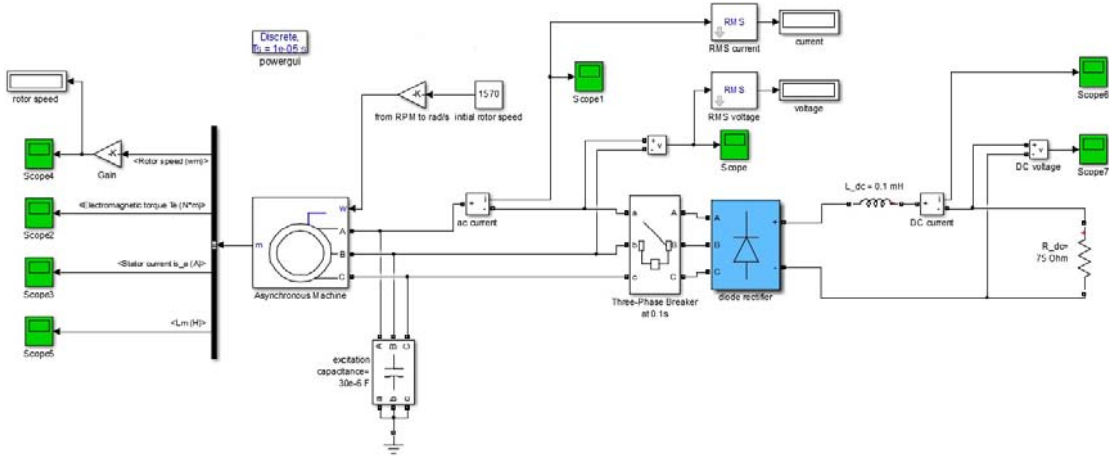 Discrete,
Ts = 1e-05 s
powergui
RMS
RMS current
current
Scope1
RMS
RMS voltage
voltage
Scope
Scope6
DC voltage
Scope7
rotor speed
-K-
from RPM to rad/s
1570
initial rotor speed
Scope4
-K-
Gain
<Rotor speed (wm)>
<Electromagnetic torque Te (N*m)>
Scope2
<Stator current is_a (A)>
Scope3
<Lm (H)>
Scope5
m
w
A
B
C
Asynchronous Machine
+
-
i
ac current
+
-
v
a
b
c
A
B
C
Three-Phase Breaker
at 0.1s
A
B
C
+
-
diode rectifier
L_dc = 0.1 mH
+
-
i
DC current
+
-
v
R_dc=
75 Ohm
A
B
C
excitation
capacitance=
30e-6 F
a
b
c